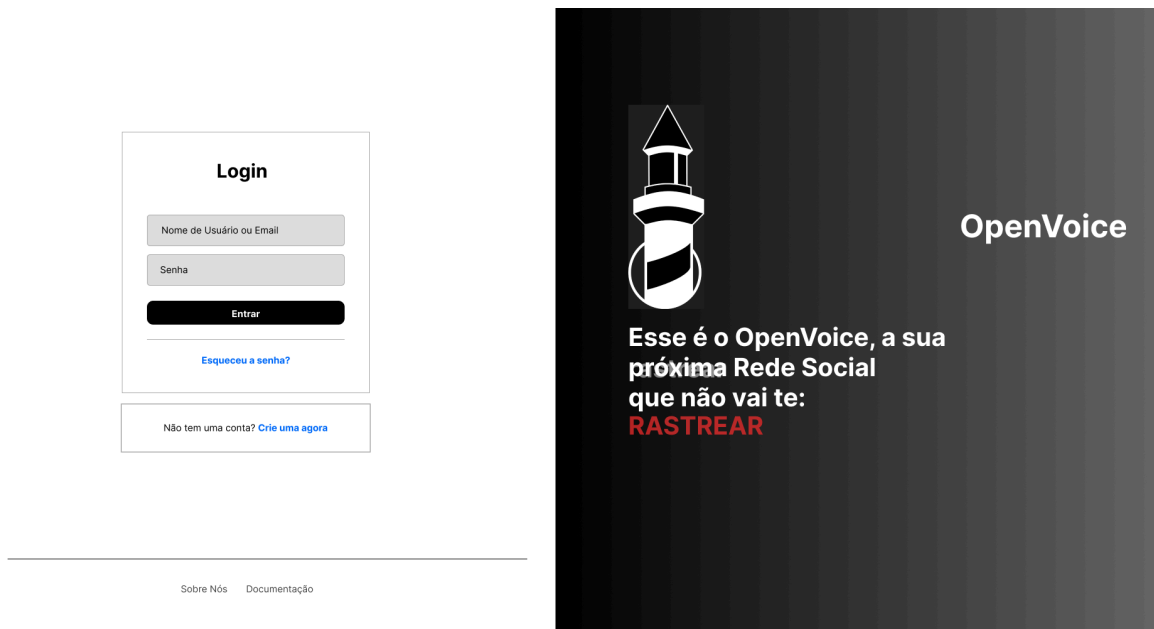 Login
Nome de Usuário ou Email
Senha
Entrar
Esqueceu a senha?
Não tem uma conta? Crie uma agora
Sobre Nós Documentação
OpenVoice
Esse é o OpenVoice, a sua
próxima Rede Social
que não vai te:
RASTREAR